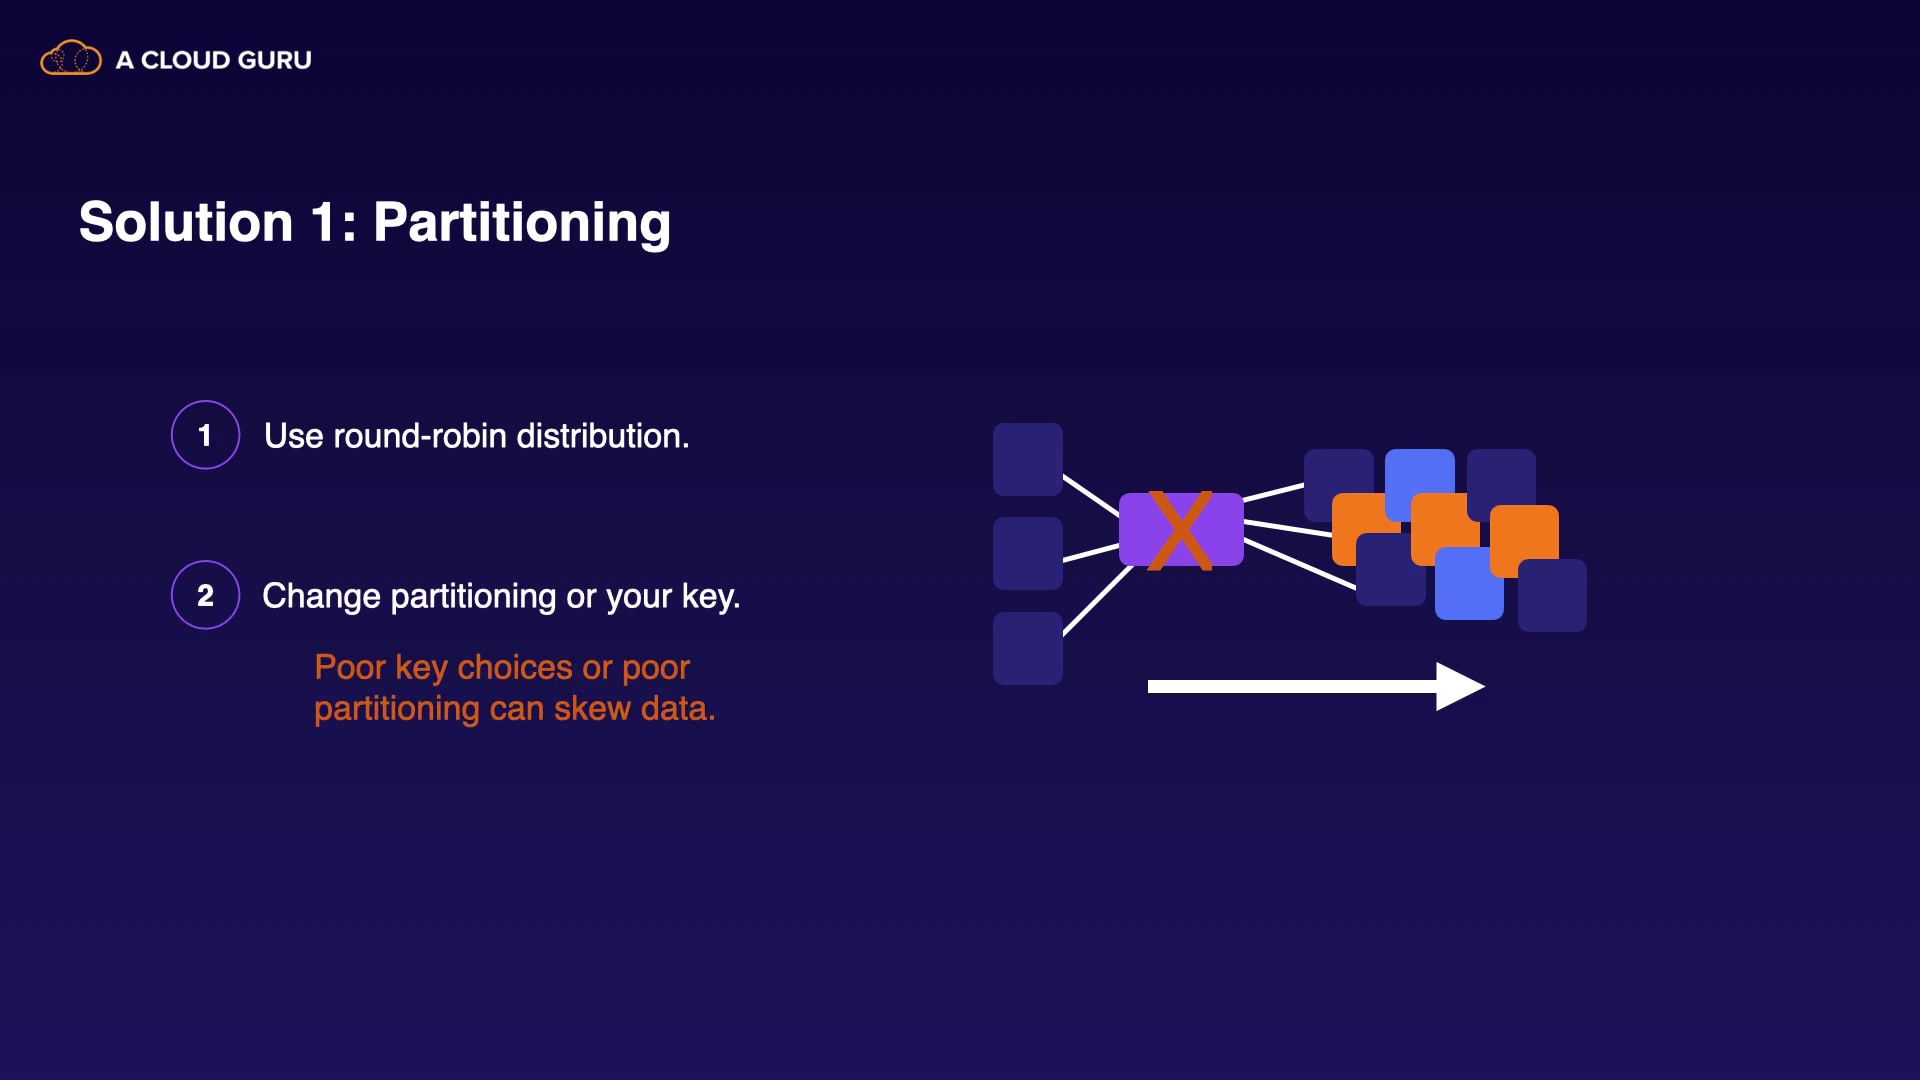 A CLOUD GURU
Solution 1: Partitioning
1 Use round-robin distribution.
2 Change partitioning or your key.
Poor key choices or poor
partitioning can skew data.
X